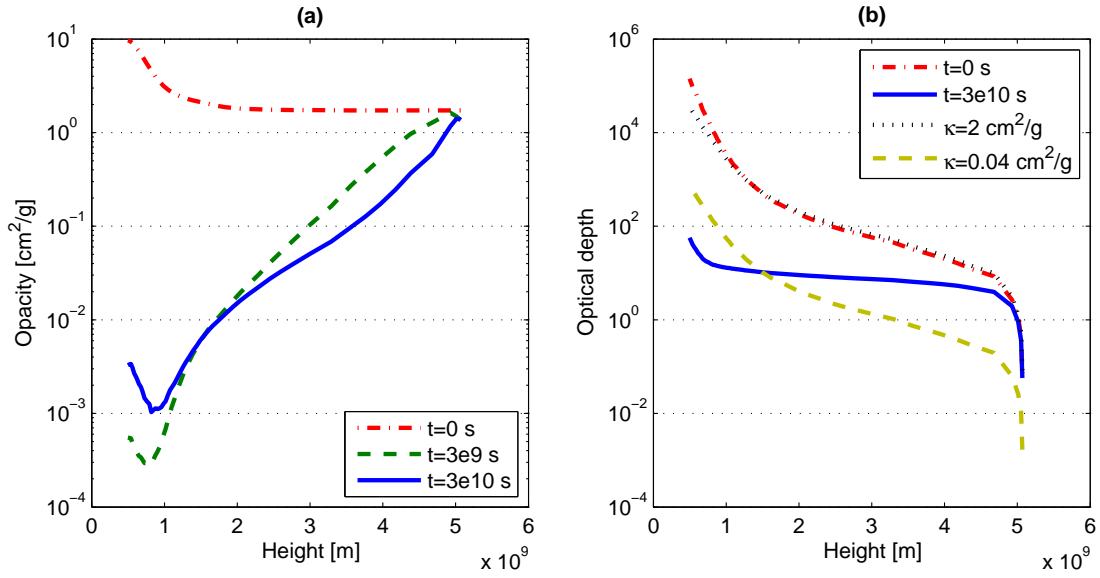 (a)
Opacity [cm^2/g]
10^1
10^0
10^−1
10^−2
10^−3
10^−4
0
1
2
3
4
5
6
Height [m]
x 10^9
t=0 s
t=3e9 s
t=3e10 s
(b)
Optical depth
10^6
10^4
10^2
10^0
10^−2
10^−4
0
1
2
3
4
5
6
Height [m]
x 10^9
t=0 s
t=3e10 s
κ=2 cm^2/g
κ=0.04 cm^2/g